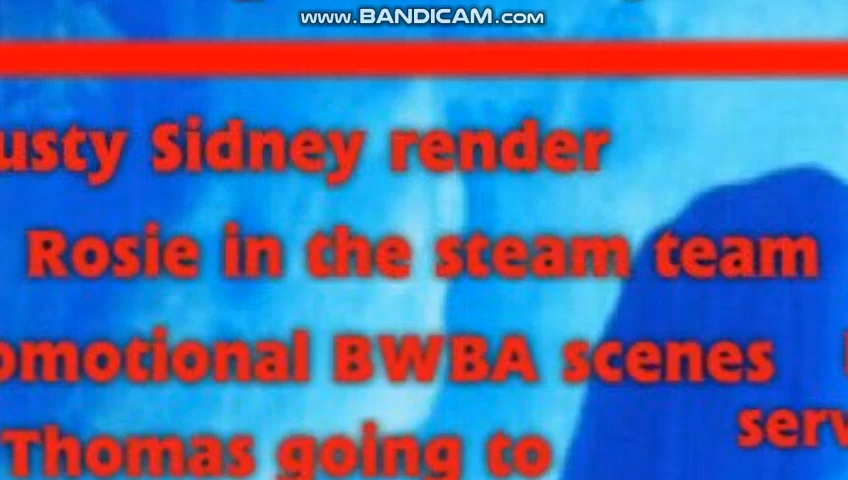 www.BANDICAM.com
usty Sidney render
Rosie in the steam team
omotional BWBA scenes
serv
Thomas going to